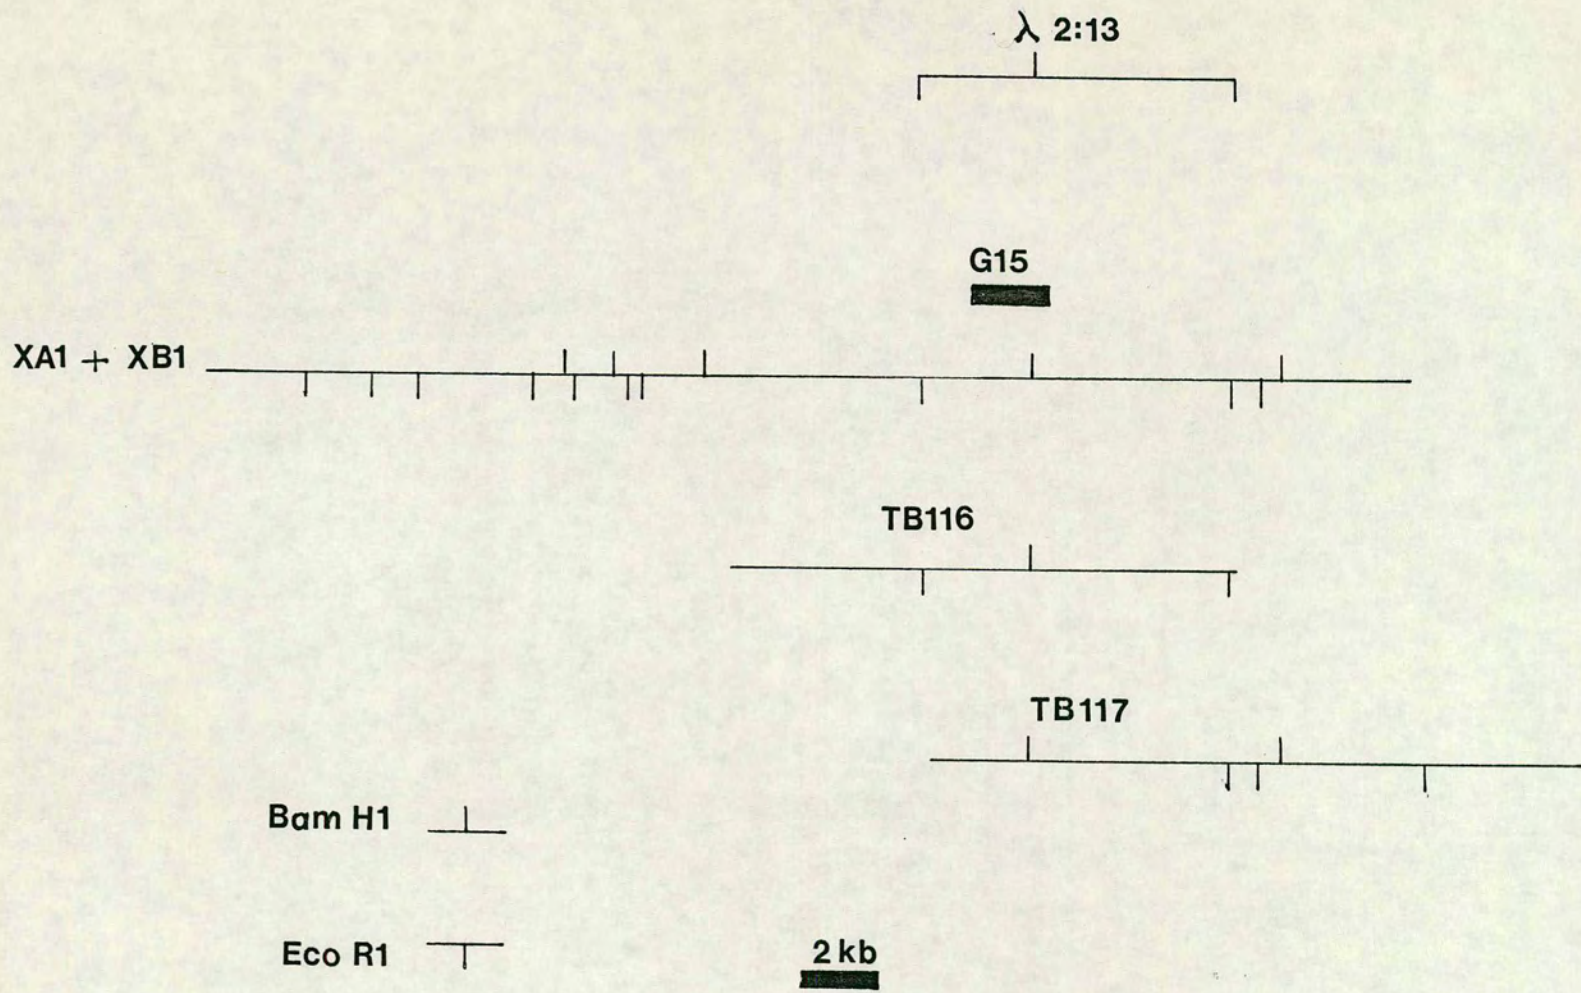 λ 2:13
G15
XA1 + XB1
TB116
TB117
Bam H1
Eco R1
2 kb